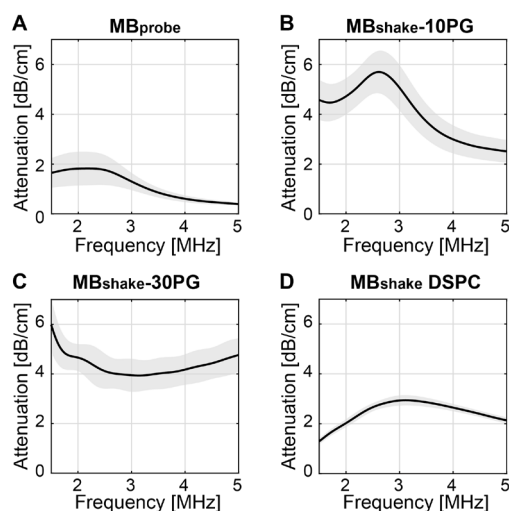 A MBprobe
Attenuation [dB/cm]
6
4
2
0
2 3 4 5
Frequency [MHz]
B MBshake-10PG
Attenuation [dB/cm]
6
4
2
0
2 3 4 5
Frequency [MHz]
C MBshake-30PG
Attenuation [dB/cm]
6
4
2
0
2 3 4 5
Frequency [MHz]
D MBshake DSPC
Attenuation [dB/cm]
6
4
2
0
2 3 4 5
Frequency [MHz]